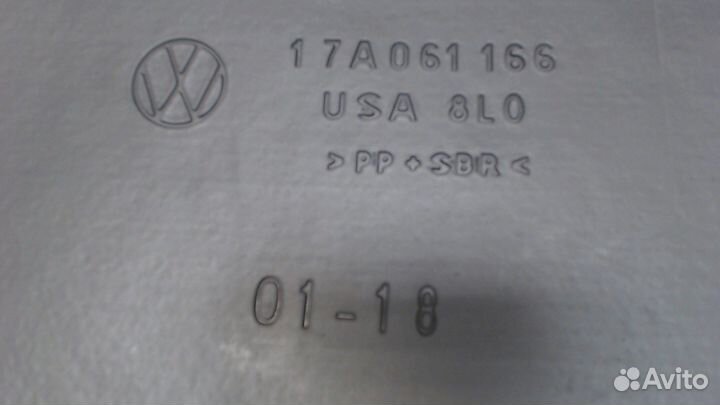 17A061166
USA 8L0
>PP+SBR<
01-18
Avito